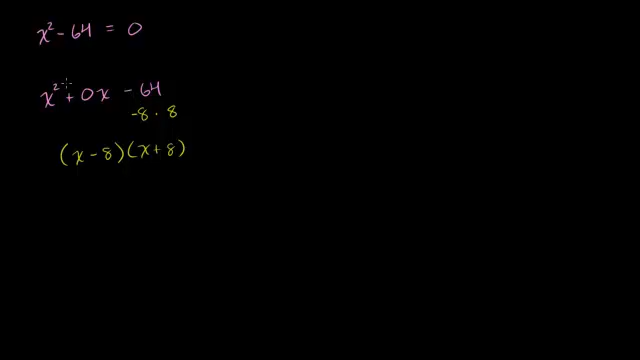 x² - 64 = 0
x² + 0x - 64
-8 · 8
(x - 8)(x + 8)